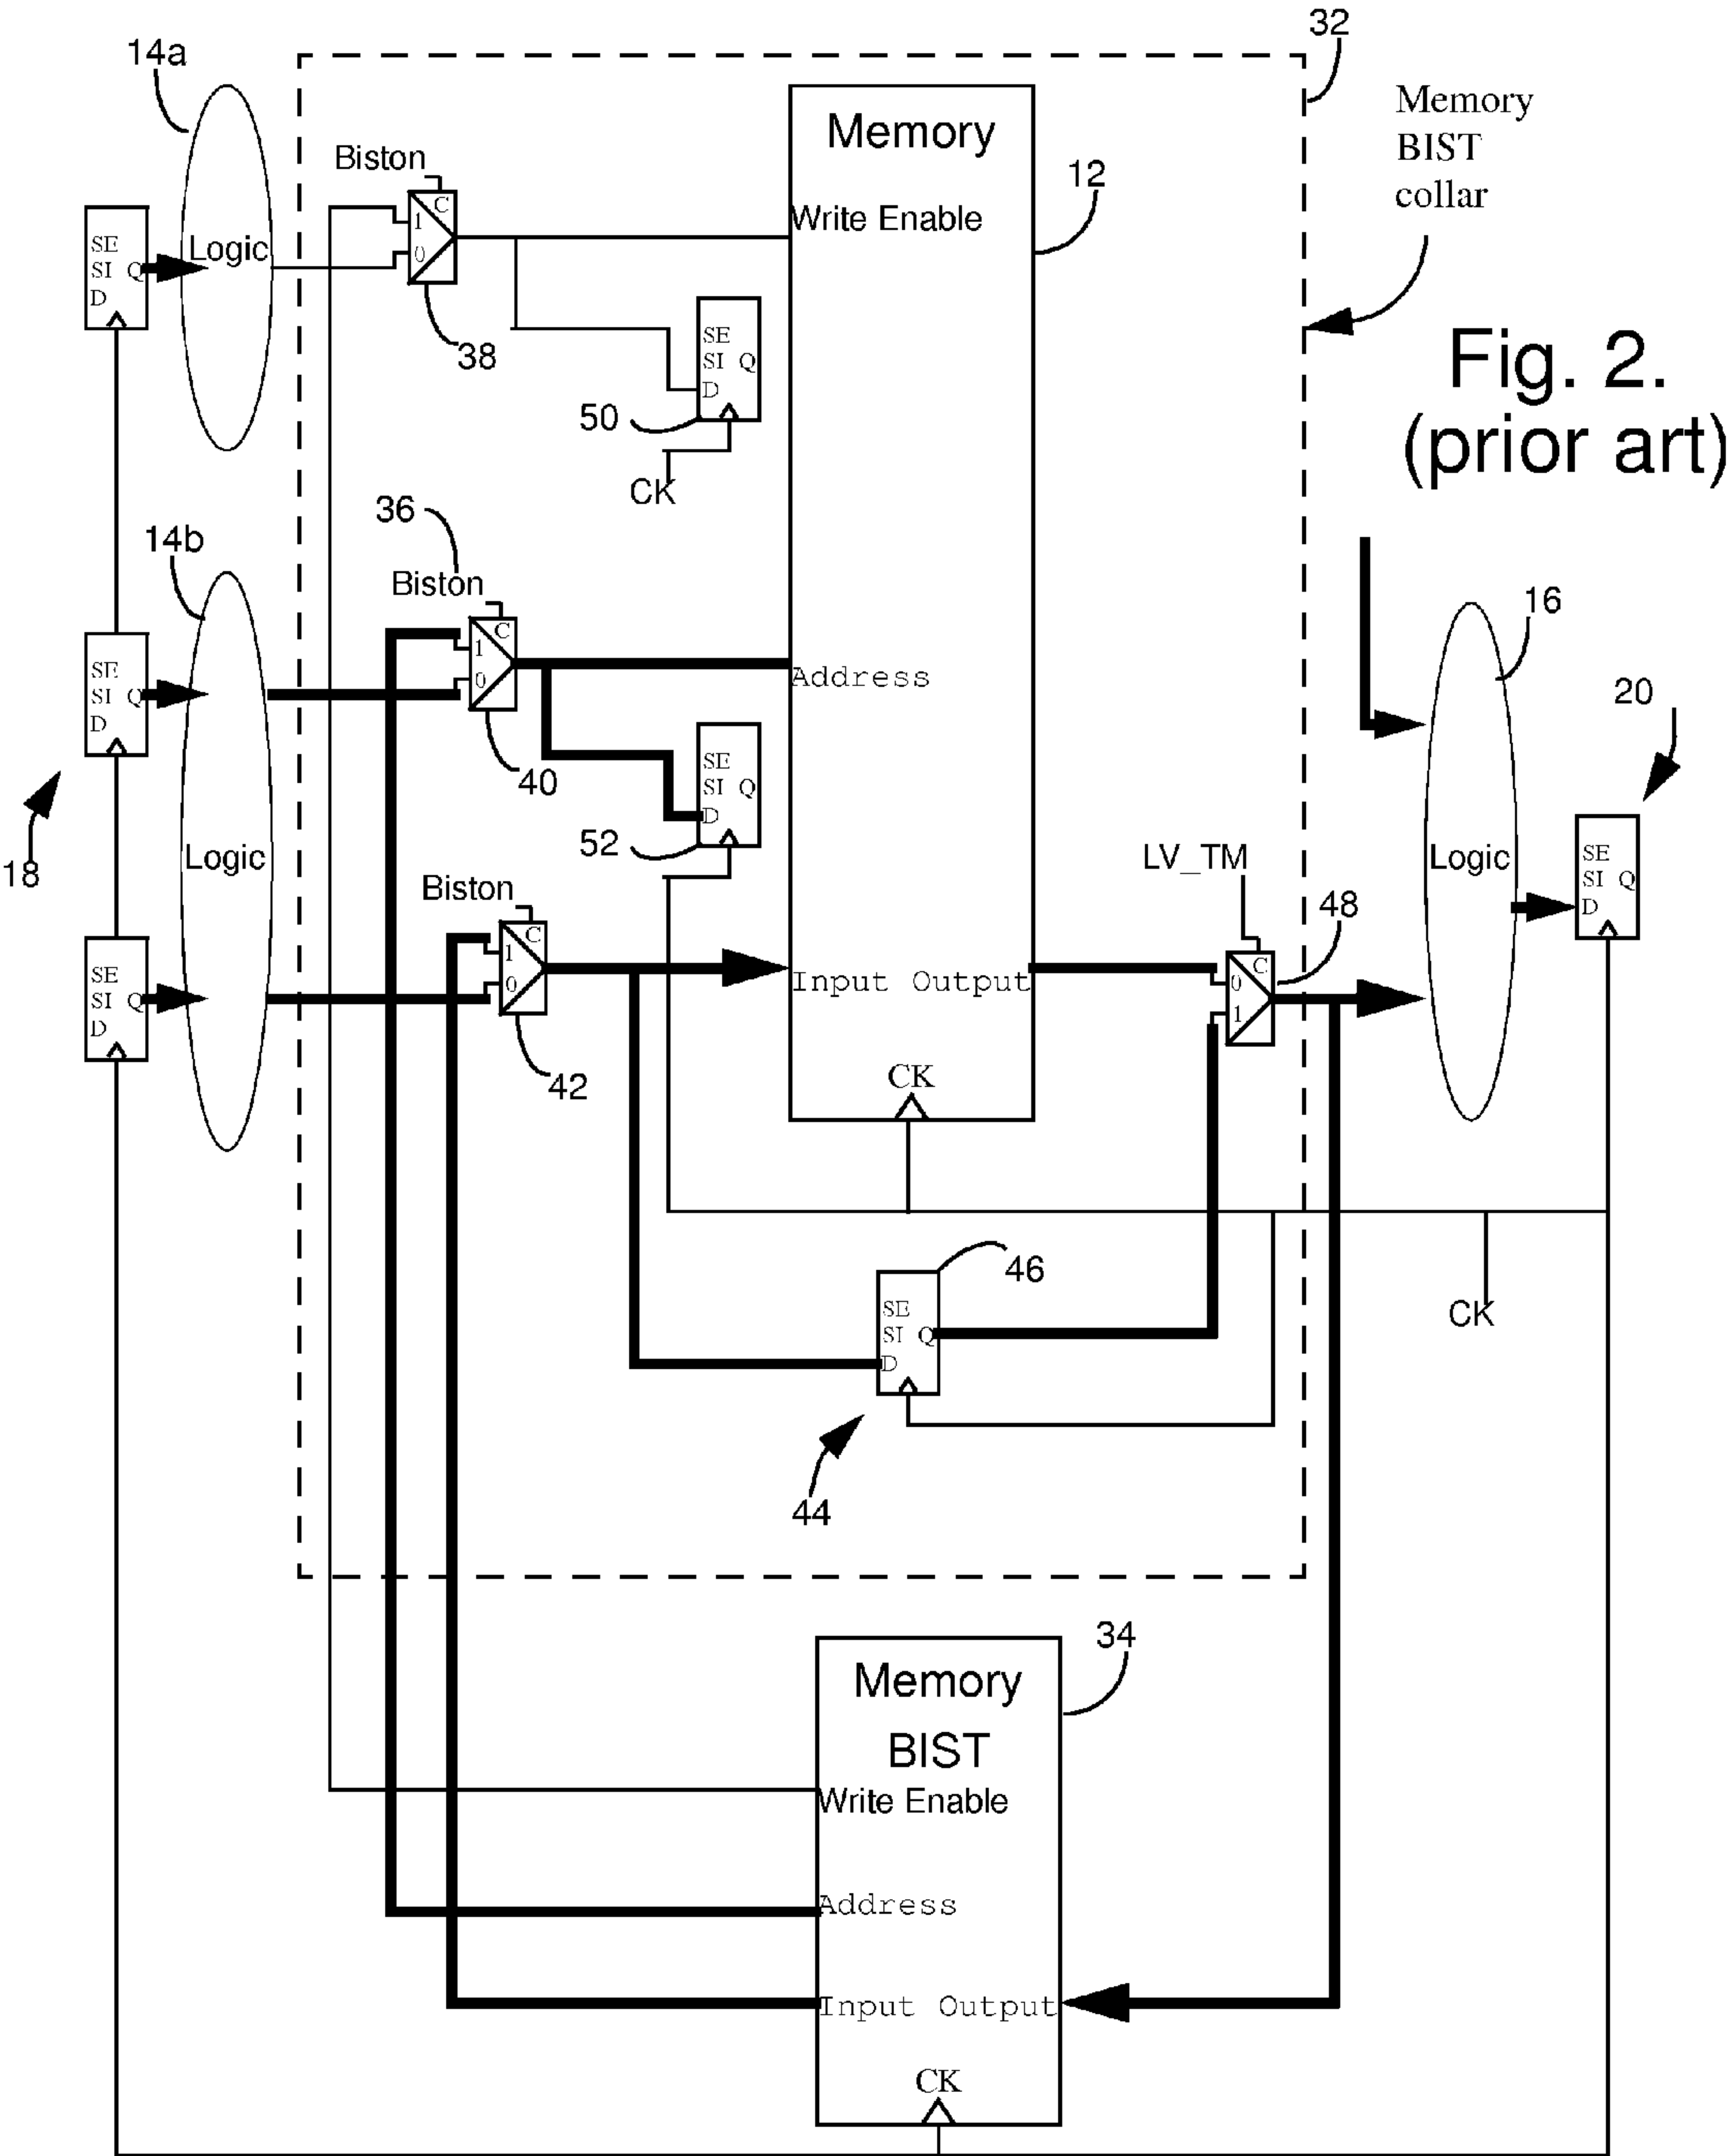 32
14a
Memory
BIST
collar
Memory
Biston
12
C
1
0
Write Enable
SE
SI Q
D
Logic
38
SE
SI Q
D
50
CK
Fig. 2.
(prior art)
36
14b
Biston
C
1
0
16
SE
SI Q
D
Address
20
40
SE
SI Q
D
52
18
Logic
LV_TM
Logic
SE
SI Q
D
Biston
48
C
1
0
SE
SI Q
D
Input Output
C
0
1
42
CK
46
SE
SI Q
D
CK
44
34
Memory
BIST
Write Enable
Address
Input Output
CK